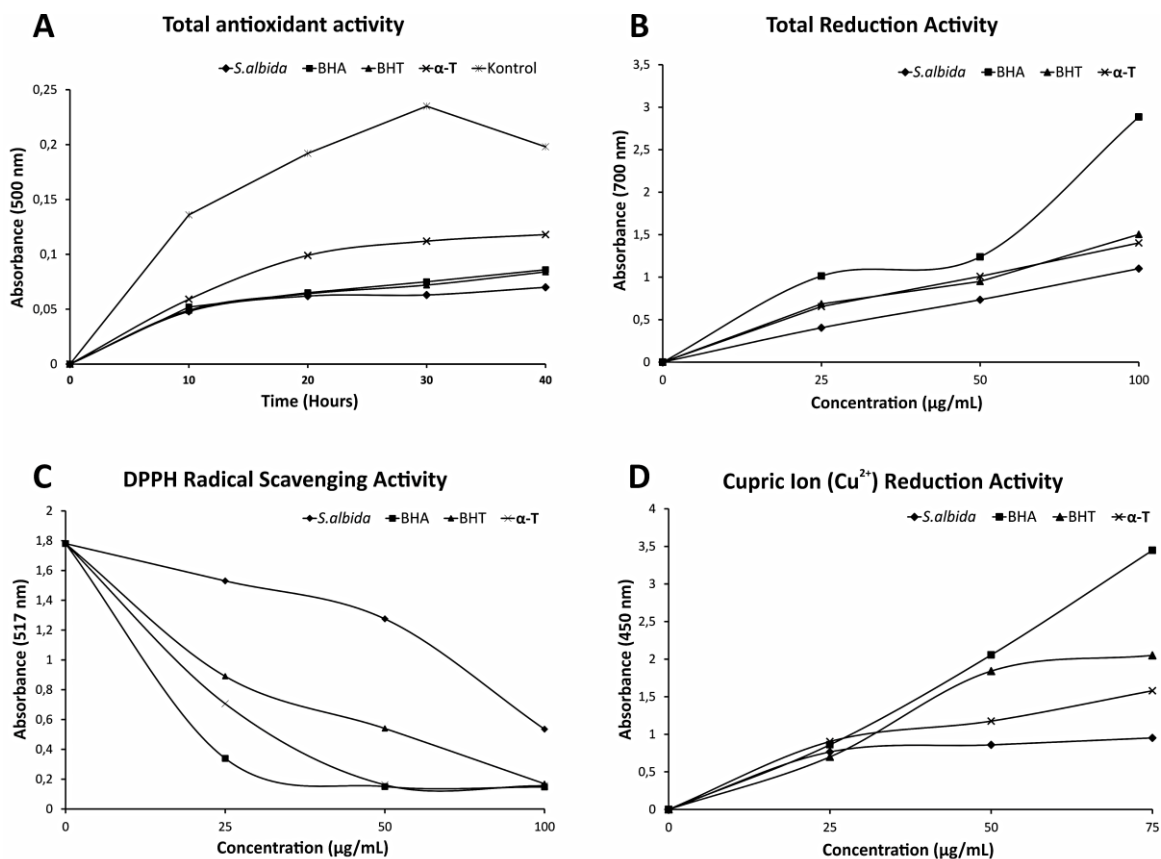 A
Total antioxidant activity
S.albida BHA BHT α-T Kontrol
0,25
0,2
0,15
0,1
0,05
0
Absorbance (500 nm)
0 10 20 30 40
Time (Hours)
B
Total Reduction Activity
S.albida BHA BHT α-T
3,5
3
2,5
2
1,5
1
0,5
0
Absorbance (700 nm)
0 25 50 100
Concentration (µg/mL)
C
DPPH Radical Scavenging Activity
S.albida BHA BHT α-T
2
1,8
1,6
1,4
1,2
1
0,8
0,6
0,4
0,2
0
Absorbance (517 nm)
0 25 50 100
Concentration (µg/mL)
D
Cupric Ion (Cu²⁺) Reduction Activity
S.albida BHA BHT α-T
4
3,5
3
2,5
2
1,5
1
0,5
0
Absorbance (450 nm)
0 25 50 75
Concentration (µg/mL)